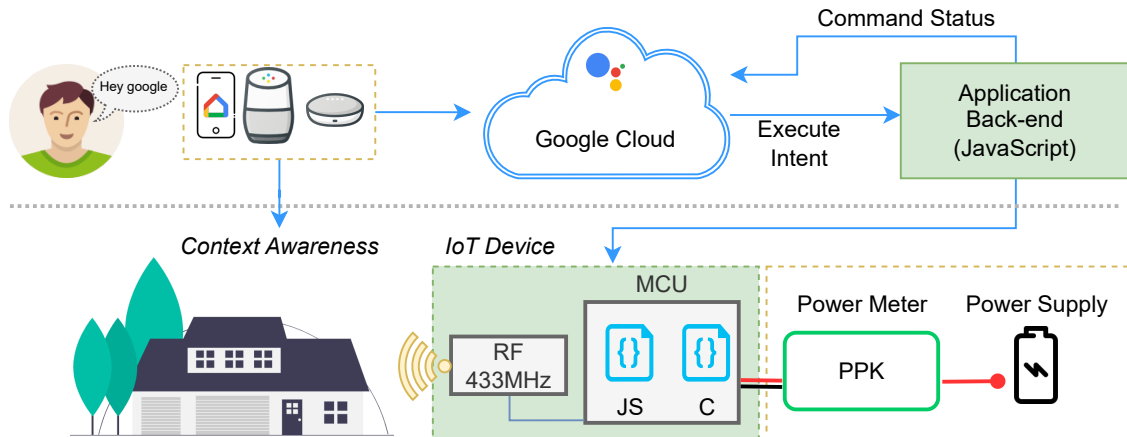 Command Status
Hey google
Google Cloud
Execute
Intent
Application
Back-end
(JavaScript)
Context Awareness
IoT Device
MCU
Power Meter
Power Supply
RF
433MHz
{}
{}
JS
C
PPK